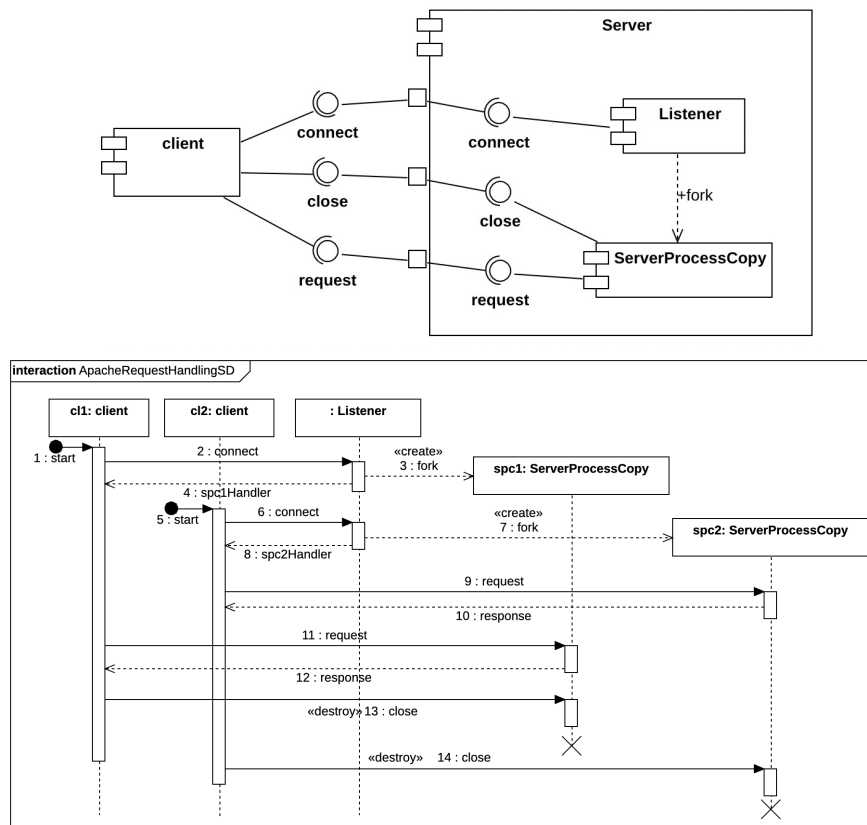 Server
connect
connect
Listener
client
close
close
+fork
request
request
ServerProcessCopy
interaction ApacheRequestHandlingSD
cl1: client
cl2: client
: Listener
1 : start
2 : connect
«create»
3 : fork
spc1: ServerProcessCopy
4 : spc1Handler
5 : start
6 : connect
«create»
7 : fork
spc2: ServerProcessCopy
8 : spc2Handler
9 : request
10 : response
11 : request
12 : response
«destroy» 13 : close
«destroy» 14 : close